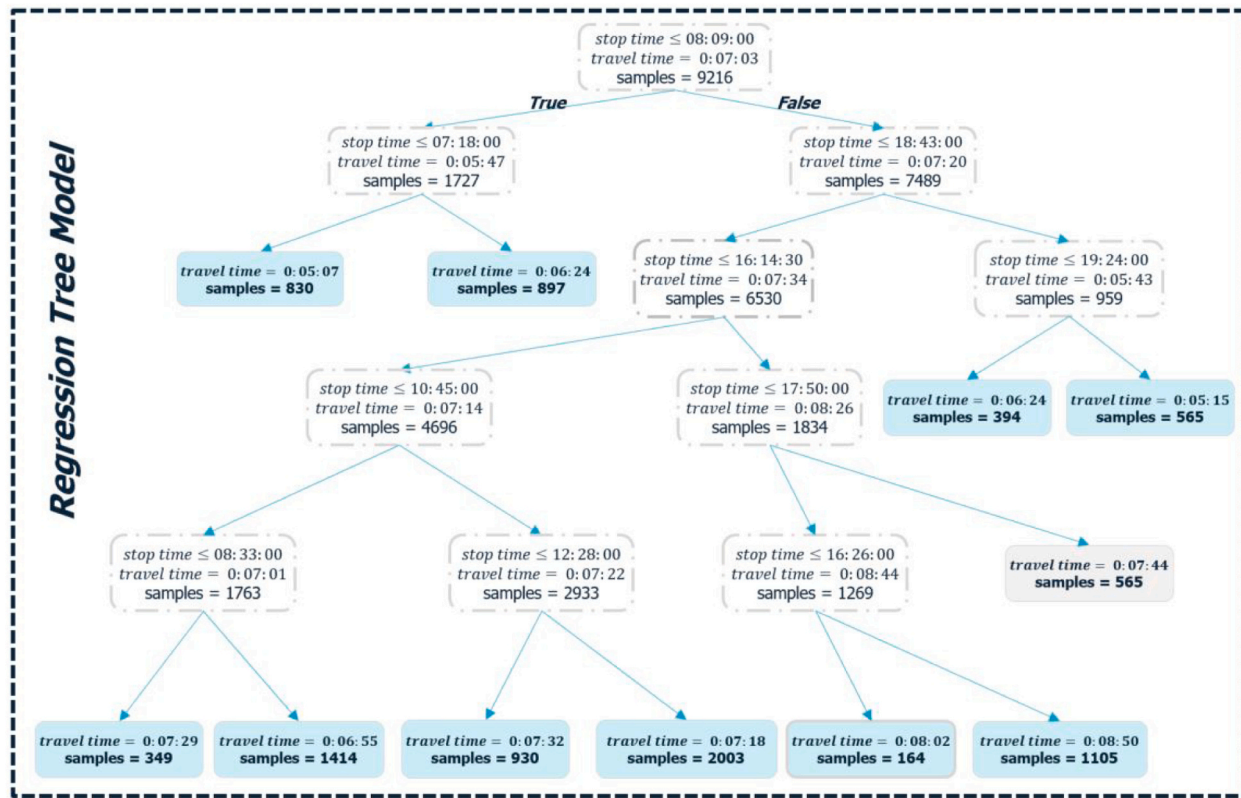 Regression Tree Model
stop time ≤ 08:09:00
travel time = 0:07:03
samples = 9216
True
False
stop time ≤ 07:18:00
travel time = 0:05:47
samples = 1727
stop time ≤ 18:43:00
travel time = 0:07:20
samples = 7489
travel time = 0:05:07
samples = 830
travel time = 0:06:24
samples = 897
stop time ≤ 16:14:30
travel time = 0:07:34
samples = 6530
stop time ≤ 19:24:00
travel time = 0:05:43
samples = 959
stop time ≤ 10:45:00
travel time = 0:07:14
samples = 4696
stop time ≤ 17:50:00
travel time = 0:08:26
samples = 1834
travel time = 0:06:24
samples = 394
travel time = 0:05:15
samples = 565
stop time ≤ 08:33:00
travel time = 0:07:01
samples = 1763
stop time ≤ 12:28:00
travel time = 0:07:22
samples = 2933
stop time ≤ 16:26:00
travel time = 0:08:44
samples = 1269
travel time = 0:07:44
samples = 565
travel time = 0:07:29
samples = 349
travel time = 0:06:55
samples = 1414
travel time = 0:07:32
samples = 930
travel time = 0:07:18
samples = 2003
travel time = 0:08:02
samples = 164
travel time = 0:08:50
samples = 1105